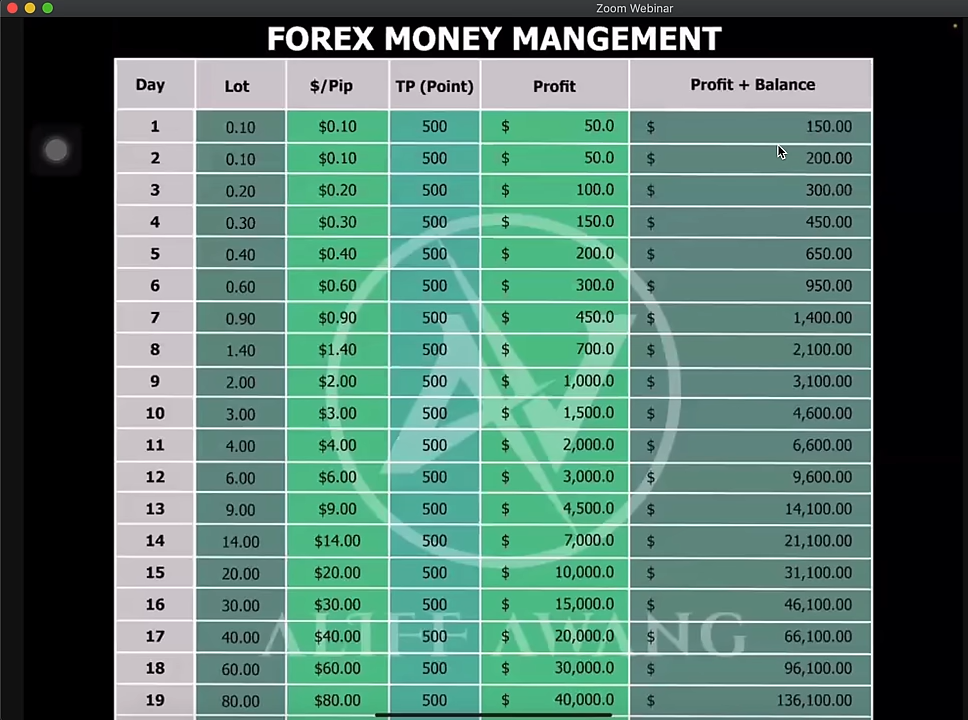 Zoom Webinar
FOREX MONEY MANGEMENT
Day Lot $/Pip TP (Point) Profit Profit + Balance
1 0.10 $0.10 500 $ 50.0 $ 150.00
2 0.10 $0.10 500 $ 50.0 $ 200.00
3 0.20 $0.20 500 $ 100.0 $ 300.00
4 0.30 $0.30 500 $ 150.0 $ 450.00
5 0.40 $0.40 500 $ 200.0 $ 650.00
6 0.60 $0.60 500 $ 300.0 $ 950.00
7 0.90 $0.90 500 $ 450.0 $ 1,400.00
8 1.40 $1.40 500 $ 700.0 $ 2,100.00
9 2.00 $2.00 500 $ 1,000.0 $ 3,100.00
10 3.00 $3.00 500 $ 1,500.0 $ 4,600.00
11 4.00 $4.00 500 $ 2,000.0 $ 6,600.00
12 6.00 $6.00 500 $ 3,000.0 $ 9,600.00
13 9.00 $9.00 500 $ 4,500.0 $ 14,100.00
14 14.00 $14.00 500 $ 7,000.0 $ 21,100.00
15 20.00 $20.00 500 $ 10,000.0 $ 31,100.00
16 30.00 $30.00 500 $ 15,000.0 $ 46,100.00
17 40.00 $40.00 500 $ 20,000.0 $ 66,100.00
ALIFF AWANG
18 60.00 $60.00 500 $ 30,000.0 $ 96,100.00
19 80.00 $80.00 500 $ 40,000.0 $ 136,100.00